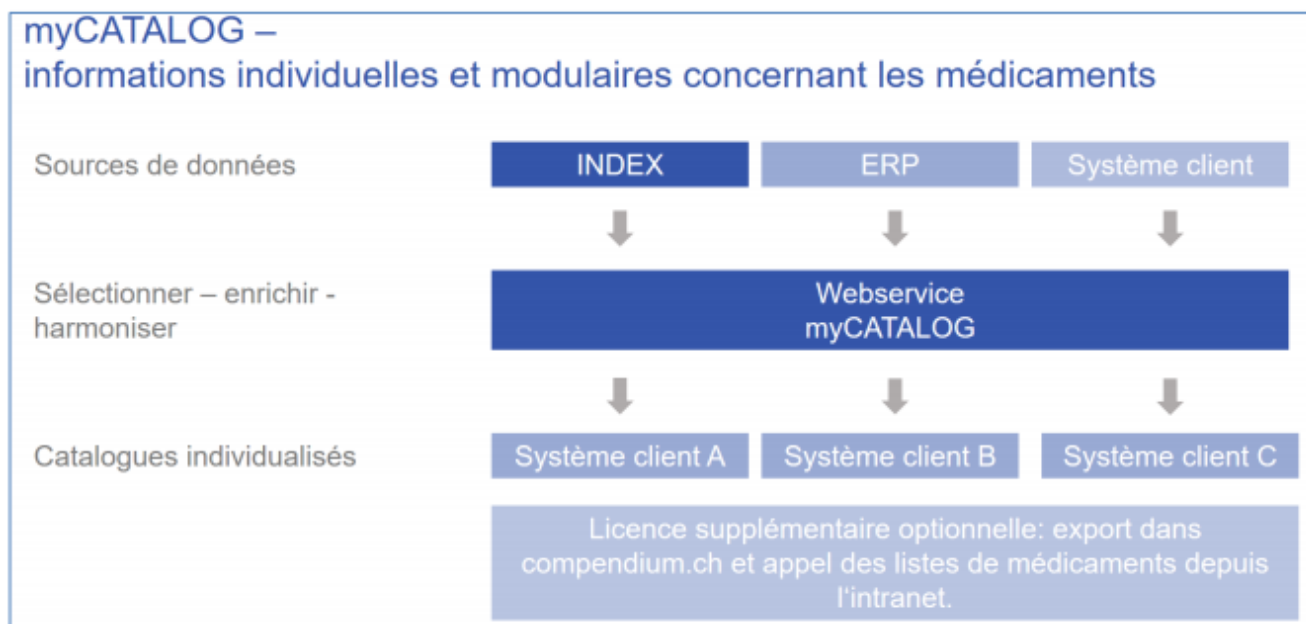 myCATALOG –
informations individuelles et modulaires concernant les médicaments
Sources de données
INDEX
ERP
Système client
Sélectionner – enrichir -
harmoniser
Webservice
myCATALOG
Catalogues individualisés
Système client A
Système client B
Système client C
Licence supplémentaire optionnelle: export dans
compendium.ch et appel des listes de médicaments depuis
l‘intranet.